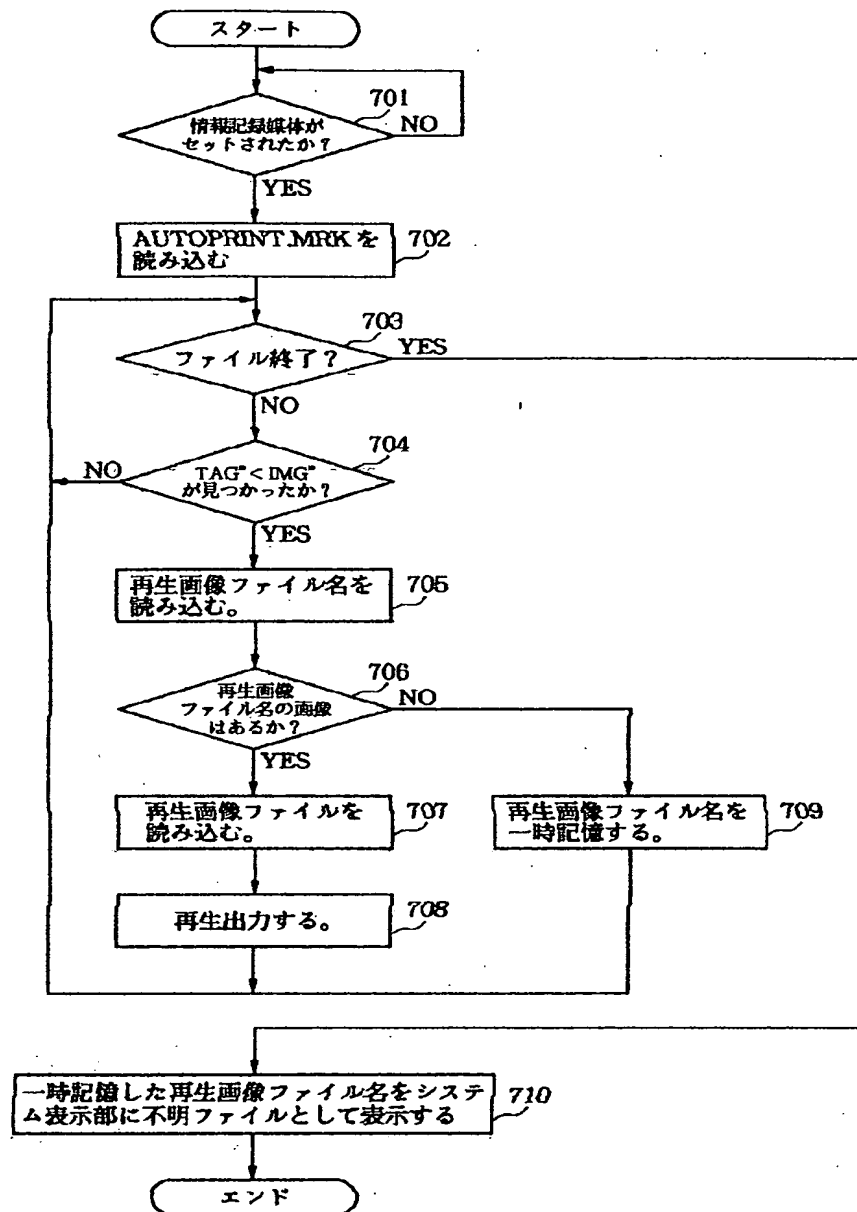 スタート
701
情報記録媒体が
セットされたか？
NO
YES
AUTOPRINT.MRK を
読み込む
702
703
ファイル終了？
YES
NO
704
NO
TAG"<IMG"
が見つかったか？
YES
再生画像ファイル名を
読み込む。
705
706
再生画像
ファイル名の画像
はあるか？
NO
YES
再生画像ファイルを
読み込む。
707
再生画像ファイル名を
一時記憶する。
709
再生出力する。
708
一時記憶した再生画像ファイル名をシステ
ム表示部に不明ファイルとして表示する
710
エンド